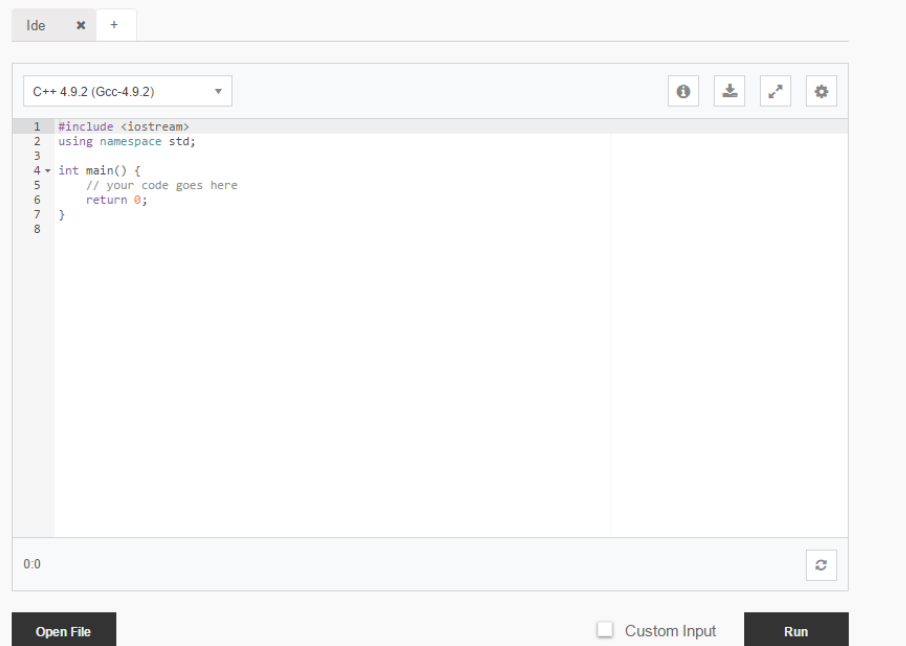 Ide ✖ +
C++ 4.9.2 (Gcc-4.9.2)
1 #include <iostream>
2 using namespace std;
3
4 int main() {
5     // your code goes here
6     return 0;
7 }
8
0:0
Open File
Custom Input
Run